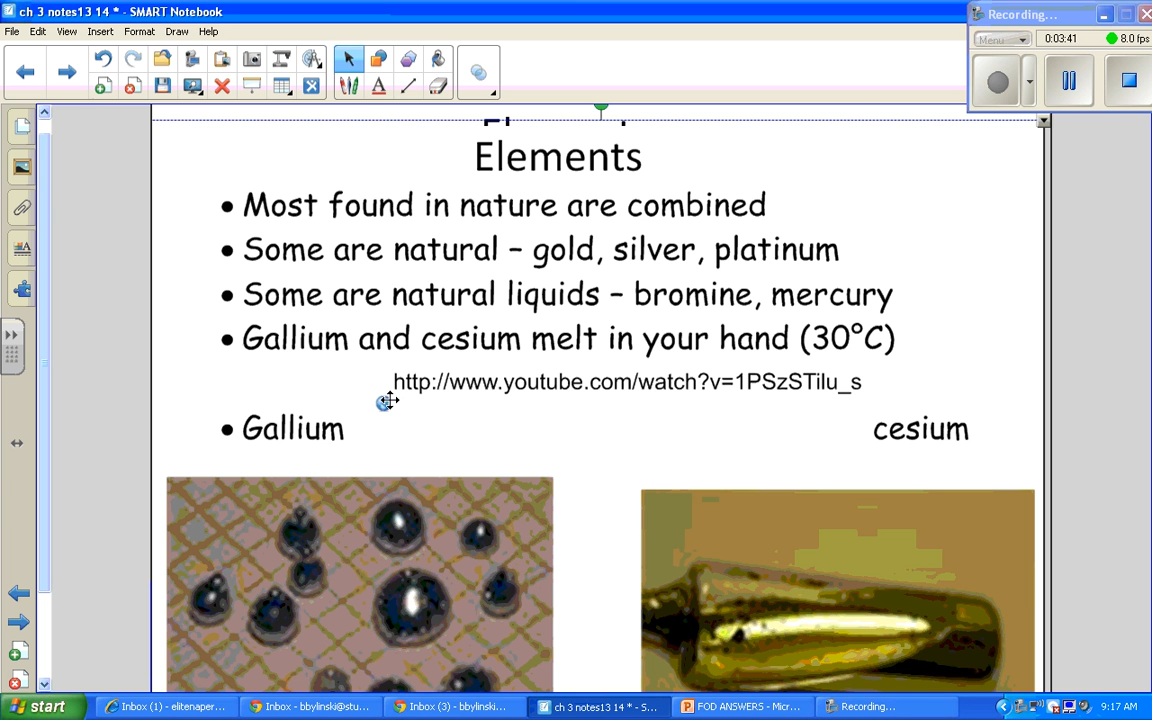 ch 3 notes13 14 * - SMART Notebook
Recording...
File Edit View Insert Format Draw Help
Menu
0:03:41
8.0 fps
Elements
• Most found in nature are combined
• Some are natural – gold, silver, platinum
• Some are natural liquids – bromine, mercury
• Gallium and cesium melt in your hand (30°C)
http://www.youtube.com/watch?v=1PSzSTilu_s
• Gallium cesium
start
Inbox (1) - elitenaper...
Inbox - bbylinski@stu...
Inbox (3) - bbylinski...
ch 3 notes13 14 * - S...
FOD ANSWERS - Micr...
Recording...
9:17 AM